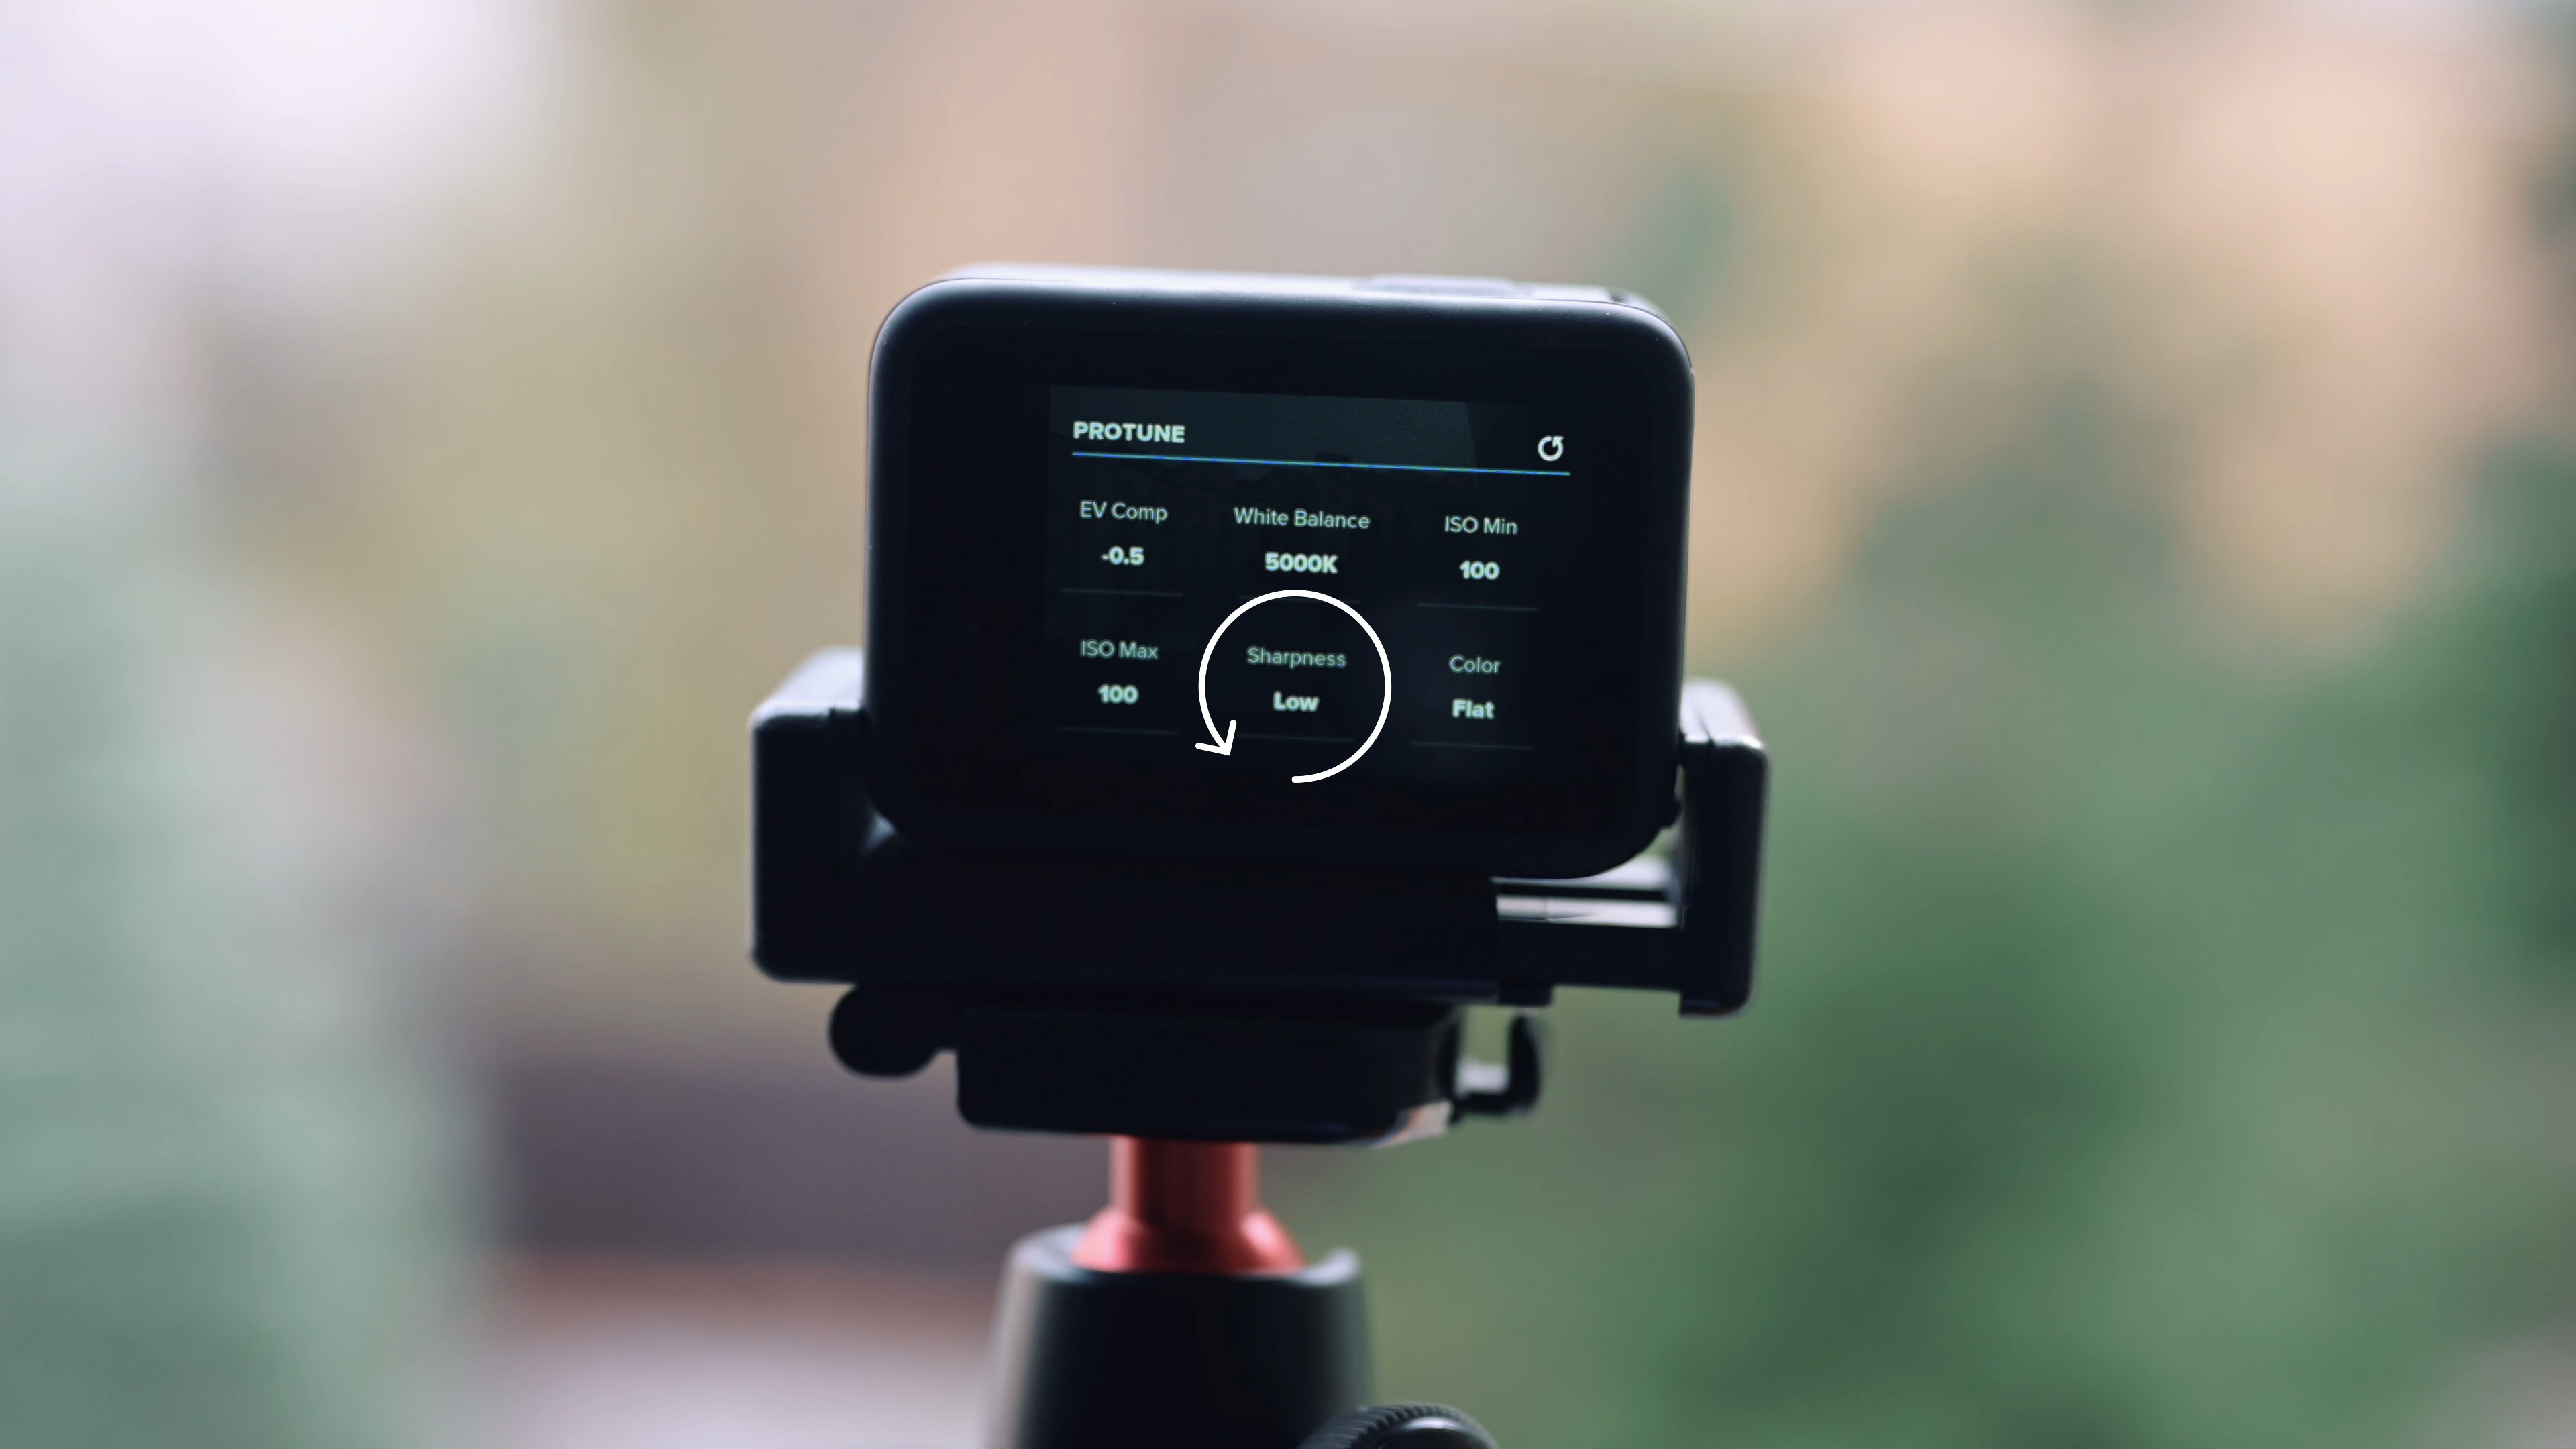 PROTUNE
EV Comp White Balance ISO Min
-0.5 5000K 100
ISO Max Sharpness Color
100 Low Flat